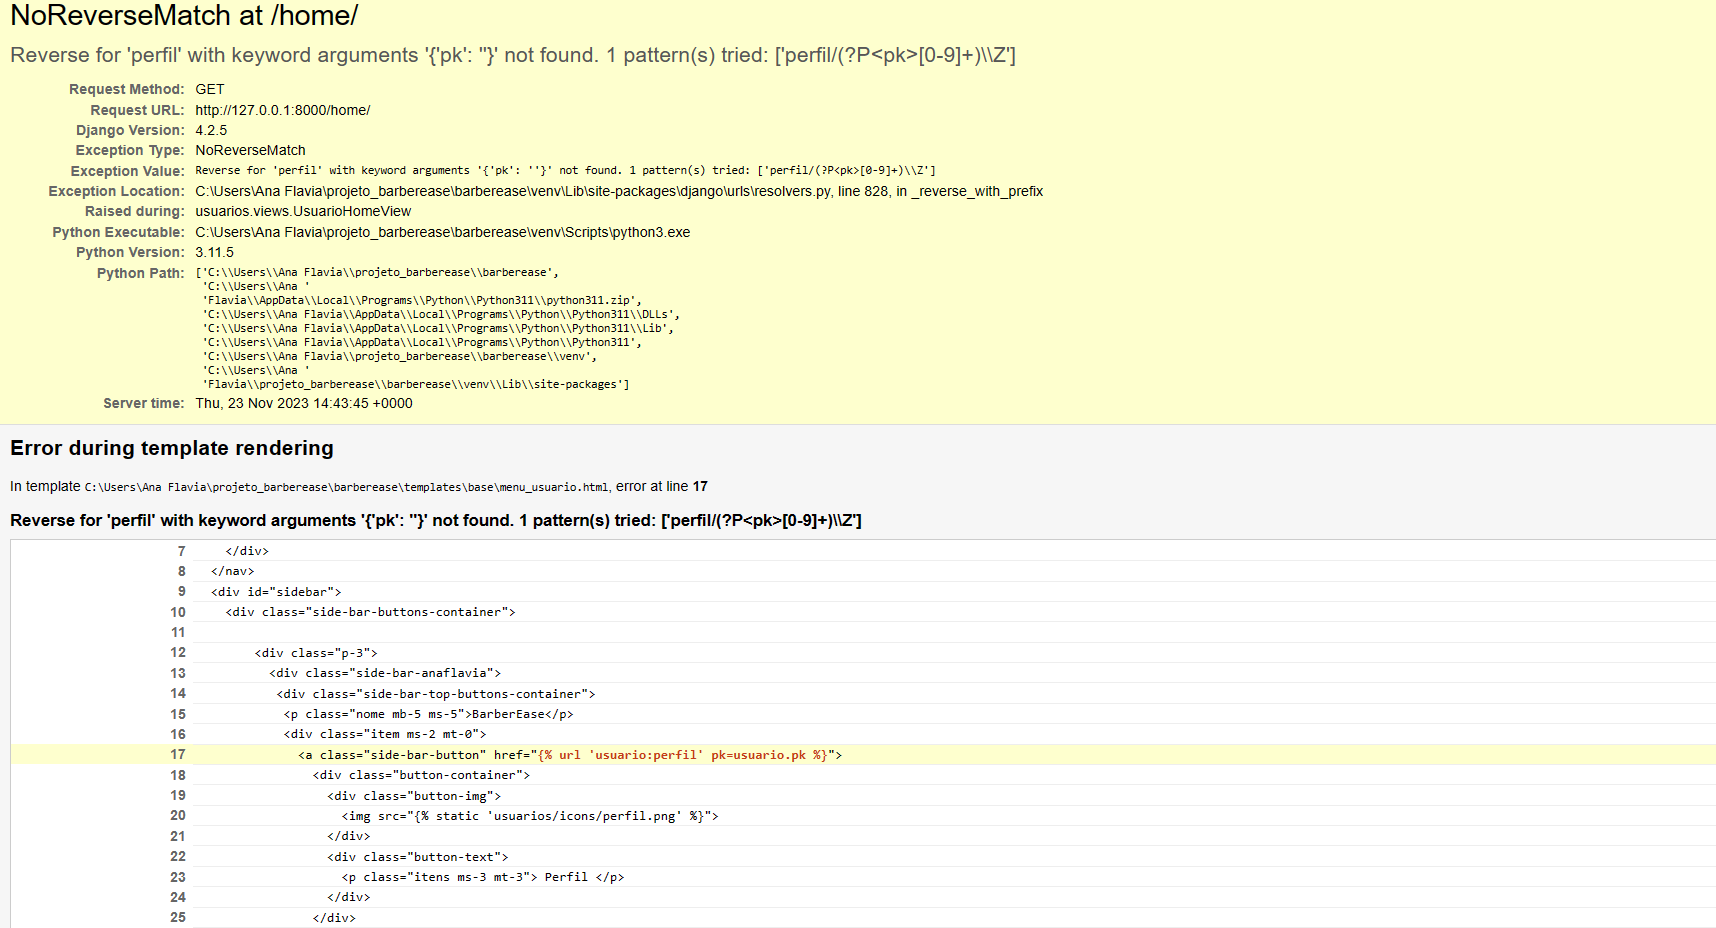 NoReverseMatch at /home/
Reverse for 'perfil' with keyword arguments '{'pk': ''}' not found. 1 pattern(s) tried: ['perfil/(?P<pk>[0-9]+)\\Z']
Request Method: GET
Request URL: http://127.0.0.1:8000/home/
Django Version: 4.2.5
Exception Type: NoReverseMatch
Exception Value: Reverse for 'perfil' with keyword arguments '{'pk': ''}' not found. 1 pattern(s) tried: ['perfil/(?P<pk>[0-9]+)\\Z']
Exception Location: C:\Users\Ana Flavia\projeto_barberease\barberease\venv\Lib\site-packages\django\urls\resolvers.py, line 828, in _reverse_with_prefix
Raised during: usuarios.views.UsuarioHomeView
Python Executable: C:\Users\Ana Flavia\projeto_barberease\barberease\venv\Scripts\python3.exe
Python Version: 3.11.5
Python Path: ['C:\\Users\\Ana Flavia\\projeto_barberease\\barberease',
'C:\\Users\\Ana '
'Flavia\\AppData\\Local\\Programs\\Python\\Python311\\python311.zip',
'C:\\Users\\Ana Flavia\\AppData\\Local\\Programs\\Python\\Python311\\DLLs',
'C:\\Users\\Ana Flavia\\AppData\\Local\\Programs\\Python\\Python311\\Lib',
'C:\\Users\\Ana Flavia\\AppData\\Local\\Programs\\Python\\Python311',
'C:\\Users\\Ana Flavia\\projeto_barberease\\barberease\\venv',
'C:\\Users\\Ana '
'Flavia\\projeto_barberease\\barberease\\venv\\Lib\\site-packages']
Server time: Thu, 23 Nov 2023 14:43:45 +0000
Error during template rendering
In template C:\Users\Ana Flavia\projeto_barberease\barberease\templates\base\menu_usuario.html, error at line 17
Reverse for 'perfil' with keyword arguments '{'pk': ''}' not found. 1 pattern(s) tried: ['perfil/(?P<pk>[0-9]+)\\Z']
7 </div>
8 </nav>
9 <div id="sidebar">
10 <div class="side-bar-buttons-container">
11
12 <div class="p-3">
13 <div class="side-bar-anaflavia">
14 <div class="side-bar-top-buttons-container">
15 <p class="nome mb-5 ms-5">BarberEase</p>
16 <div class="item ms-2 mt-0">
17 <a class="side-bar-button" href="{% url 'usuario:perfil' pk=usuario.pk %}">
18 <div class="button-container">
19 <div class="button-img">
20 <img src="{% static 'usuarios/icons/perfil.png' %}">
21 </div>
22 <div class="button-text">
23 <p class="itens ms-3 mt-3"> Perfil </p>
24 </div>
25 </div>